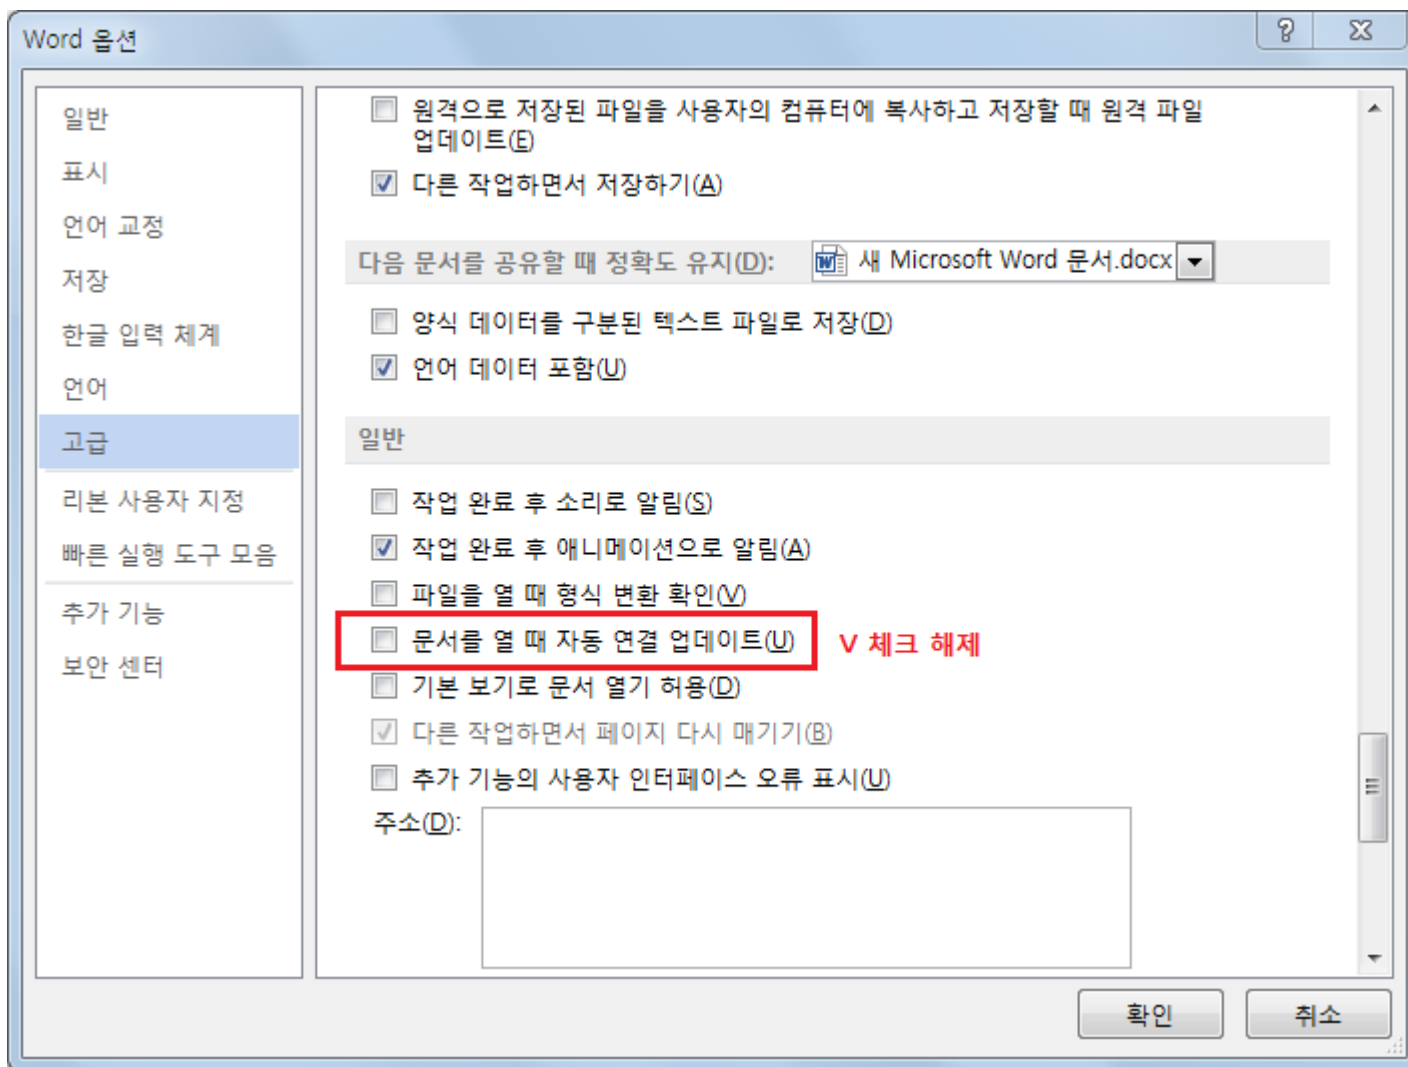 Word 옵션
일반
표시
언어 교정
저장
한글 입력 체계
언어
고급
리본 사용자 지정
빠른 실행 도구 모음
추가 기능
보안 센터
원격으로 저장된 파일을 사용자의 컴퓨터에 복사하고 저장할 때 원격 파일
업데이트(E)
다른 작업하면서 저장하기(A)
다음 문서를 공유할 때 정확도 유지(D): 새 Microsoft Word 문서.docx
양식 데이터를 구분된 텍스트 파일로 저장(D)
언어 데이터 포함(U)
일반
작업 완료 후 소리로 알림(S)
작업 완료 후 애니메이션으로 알림(A)
파일을 열 때 형식 변환 확인(V)
문서를 열 때 자동 연결 업데이트(U) V 체크 해제
기본 보기로 문서 열기 허용(D)
다른 작업하면서 페이지 다시 매기기(B)
추가 기능의 사용자 인터페이스 오류 표시(U)
주소(D):
확인 취소